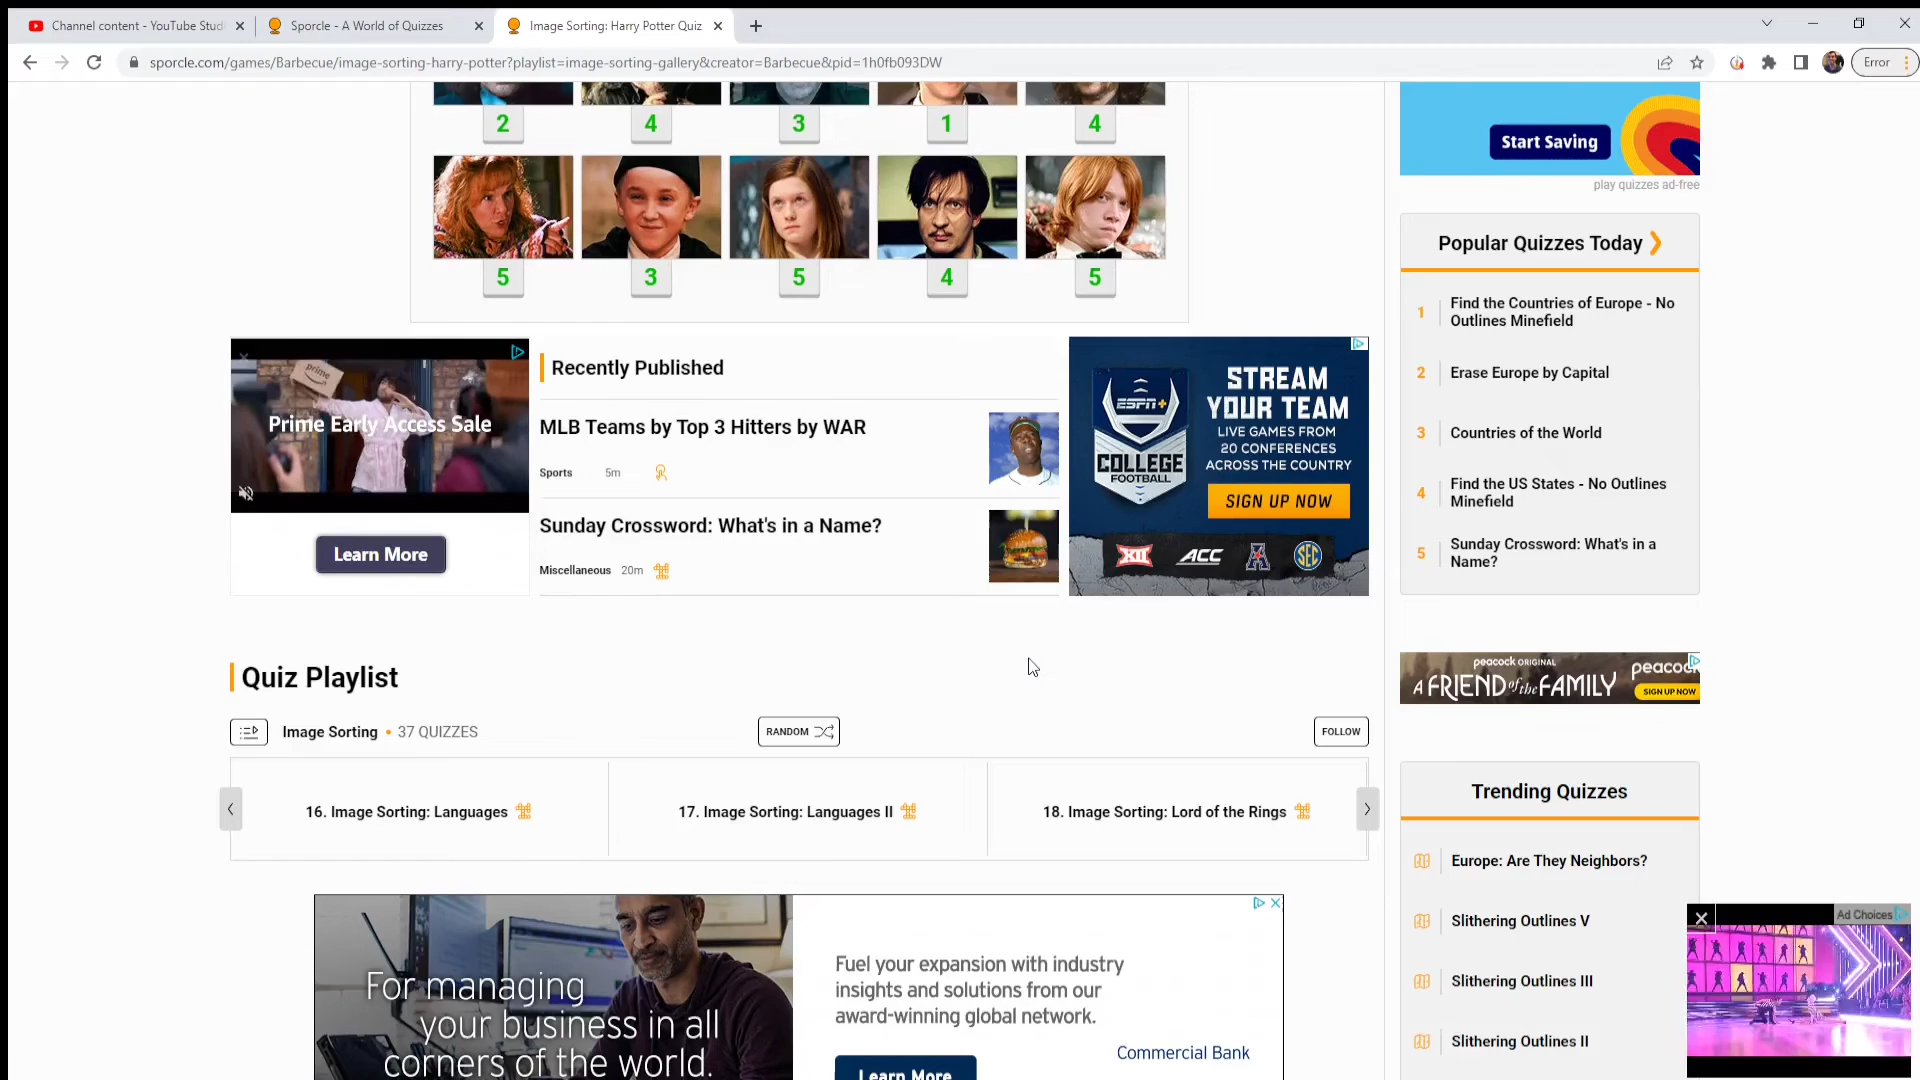 Channel content - YouTube Stud
Sporcle - A World of Quizzes
Image Sorting: Harry Potter Quiz
sporcle.com/games/Barbecue/image-sorting-harry-potter?playlist=image-sorting-gallery&creator=Barbecue&pid=1h0fb093DW
Error
2 4 3 1 4
5 3 5 4 5
Start Saving
play quizzes ad-free
Popular Quizzes Today
1 Find the Countries of Europe - No
Outlines Minefield
2 Erase Europe by Capital
3 Countries of the World
4 Find the US States - No Outlines
Minefield
5 Sunday Crossword: What's in a
Name?
prime
Prime Early Access Sale
Learn More
Recently Published
MLB Teams by Top 3 Hitters by WAR
Sports 5m
Sunday Crossword: What's in a Name?
Miscellaneous 20m
ESPN+
COLLEGE
FOOTBALL
STREAM
YOUR TEAM
LIVE GAMES FROM
20 CONFERENCES
ACROSS THE COUNTRY
SIGN UP NOW
XII ACC A SEC
peacock ORIGINAL
A FRIEND of the FAMILY
peacock
SIGN UP NOW
Quiz Playlist
Image Sorting • 37 QUIZZES
RANDOM
FOLLOW
16. Image Sorting: Languages
17. Image Sorting: Languages II
18. Image Sorting: Lord of the Rings
Trending Quizzes
Europe: Are They Neighbors?
Slithering Outlines V
Slithering Outlines III
Slithering Outlines II
Ad Choices
For managing
your business in all
corners of the world.
Fuel your expansion with industry
insights and solutions from our
award-winning global network.
Commercial Bank
Learn More